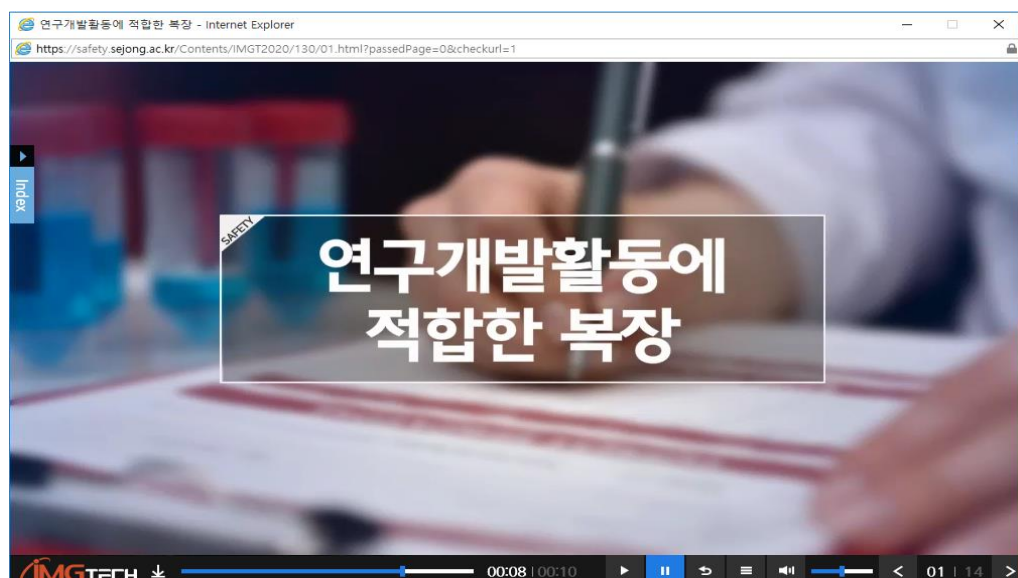 연구개발활동에 적합한 복장 - Internet Explorer
https://safety.sejong.ac.kr/Contents/IMGT2020/130/01.html?passedPage=0&checkurl=1
Index
SAFETY
연구개발활동에
적합한 복장
IMGTECH
00:08 | 00:10
01 | 14